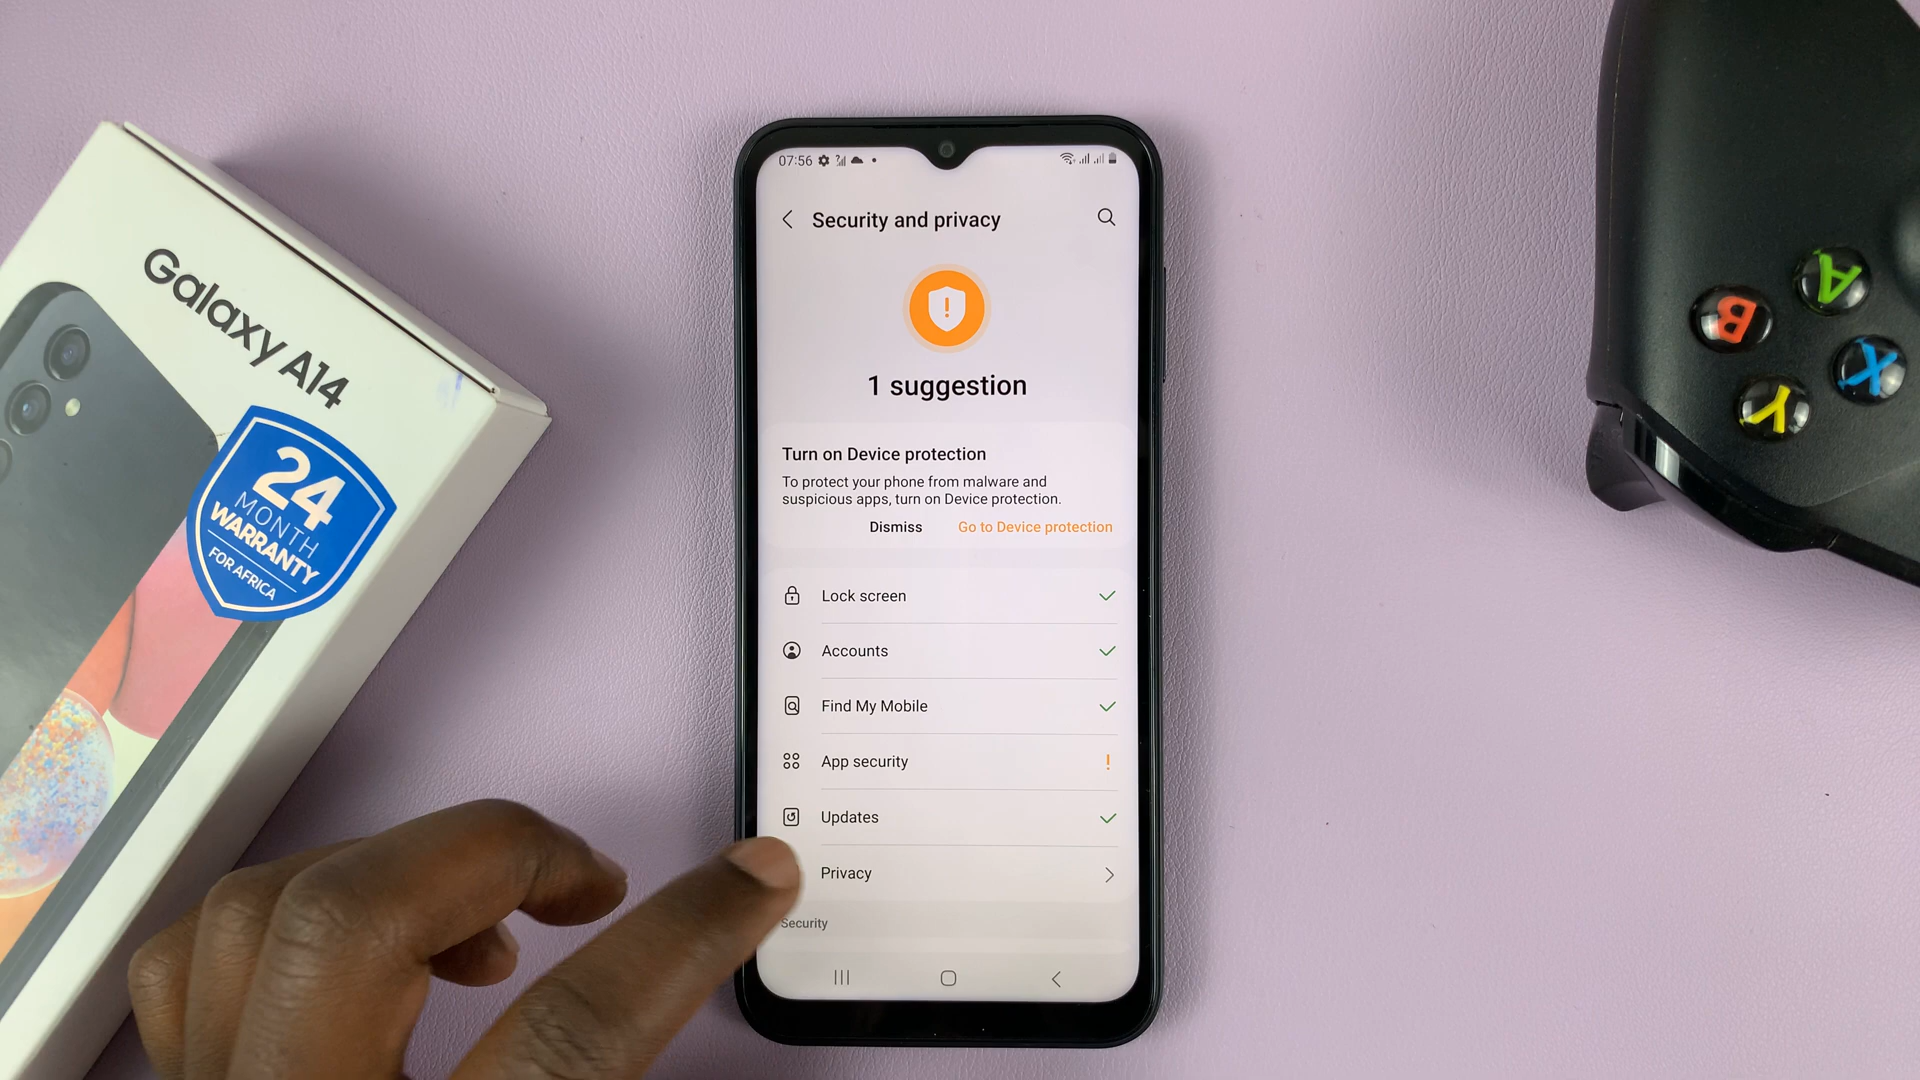 Galaxy A14
24
MONTH
WARRANTY
FOR AFRICA
07:56
Security and privacy
1 suggestion
Turn on Device protection
To protect your phone from malware and
suspicious apps, turn on Device protection.
Dismiss Go to Device protection
Lock screen
Accounts
Find My Mobile
App security
Updates
Privacy
Security
A
B
X
Y